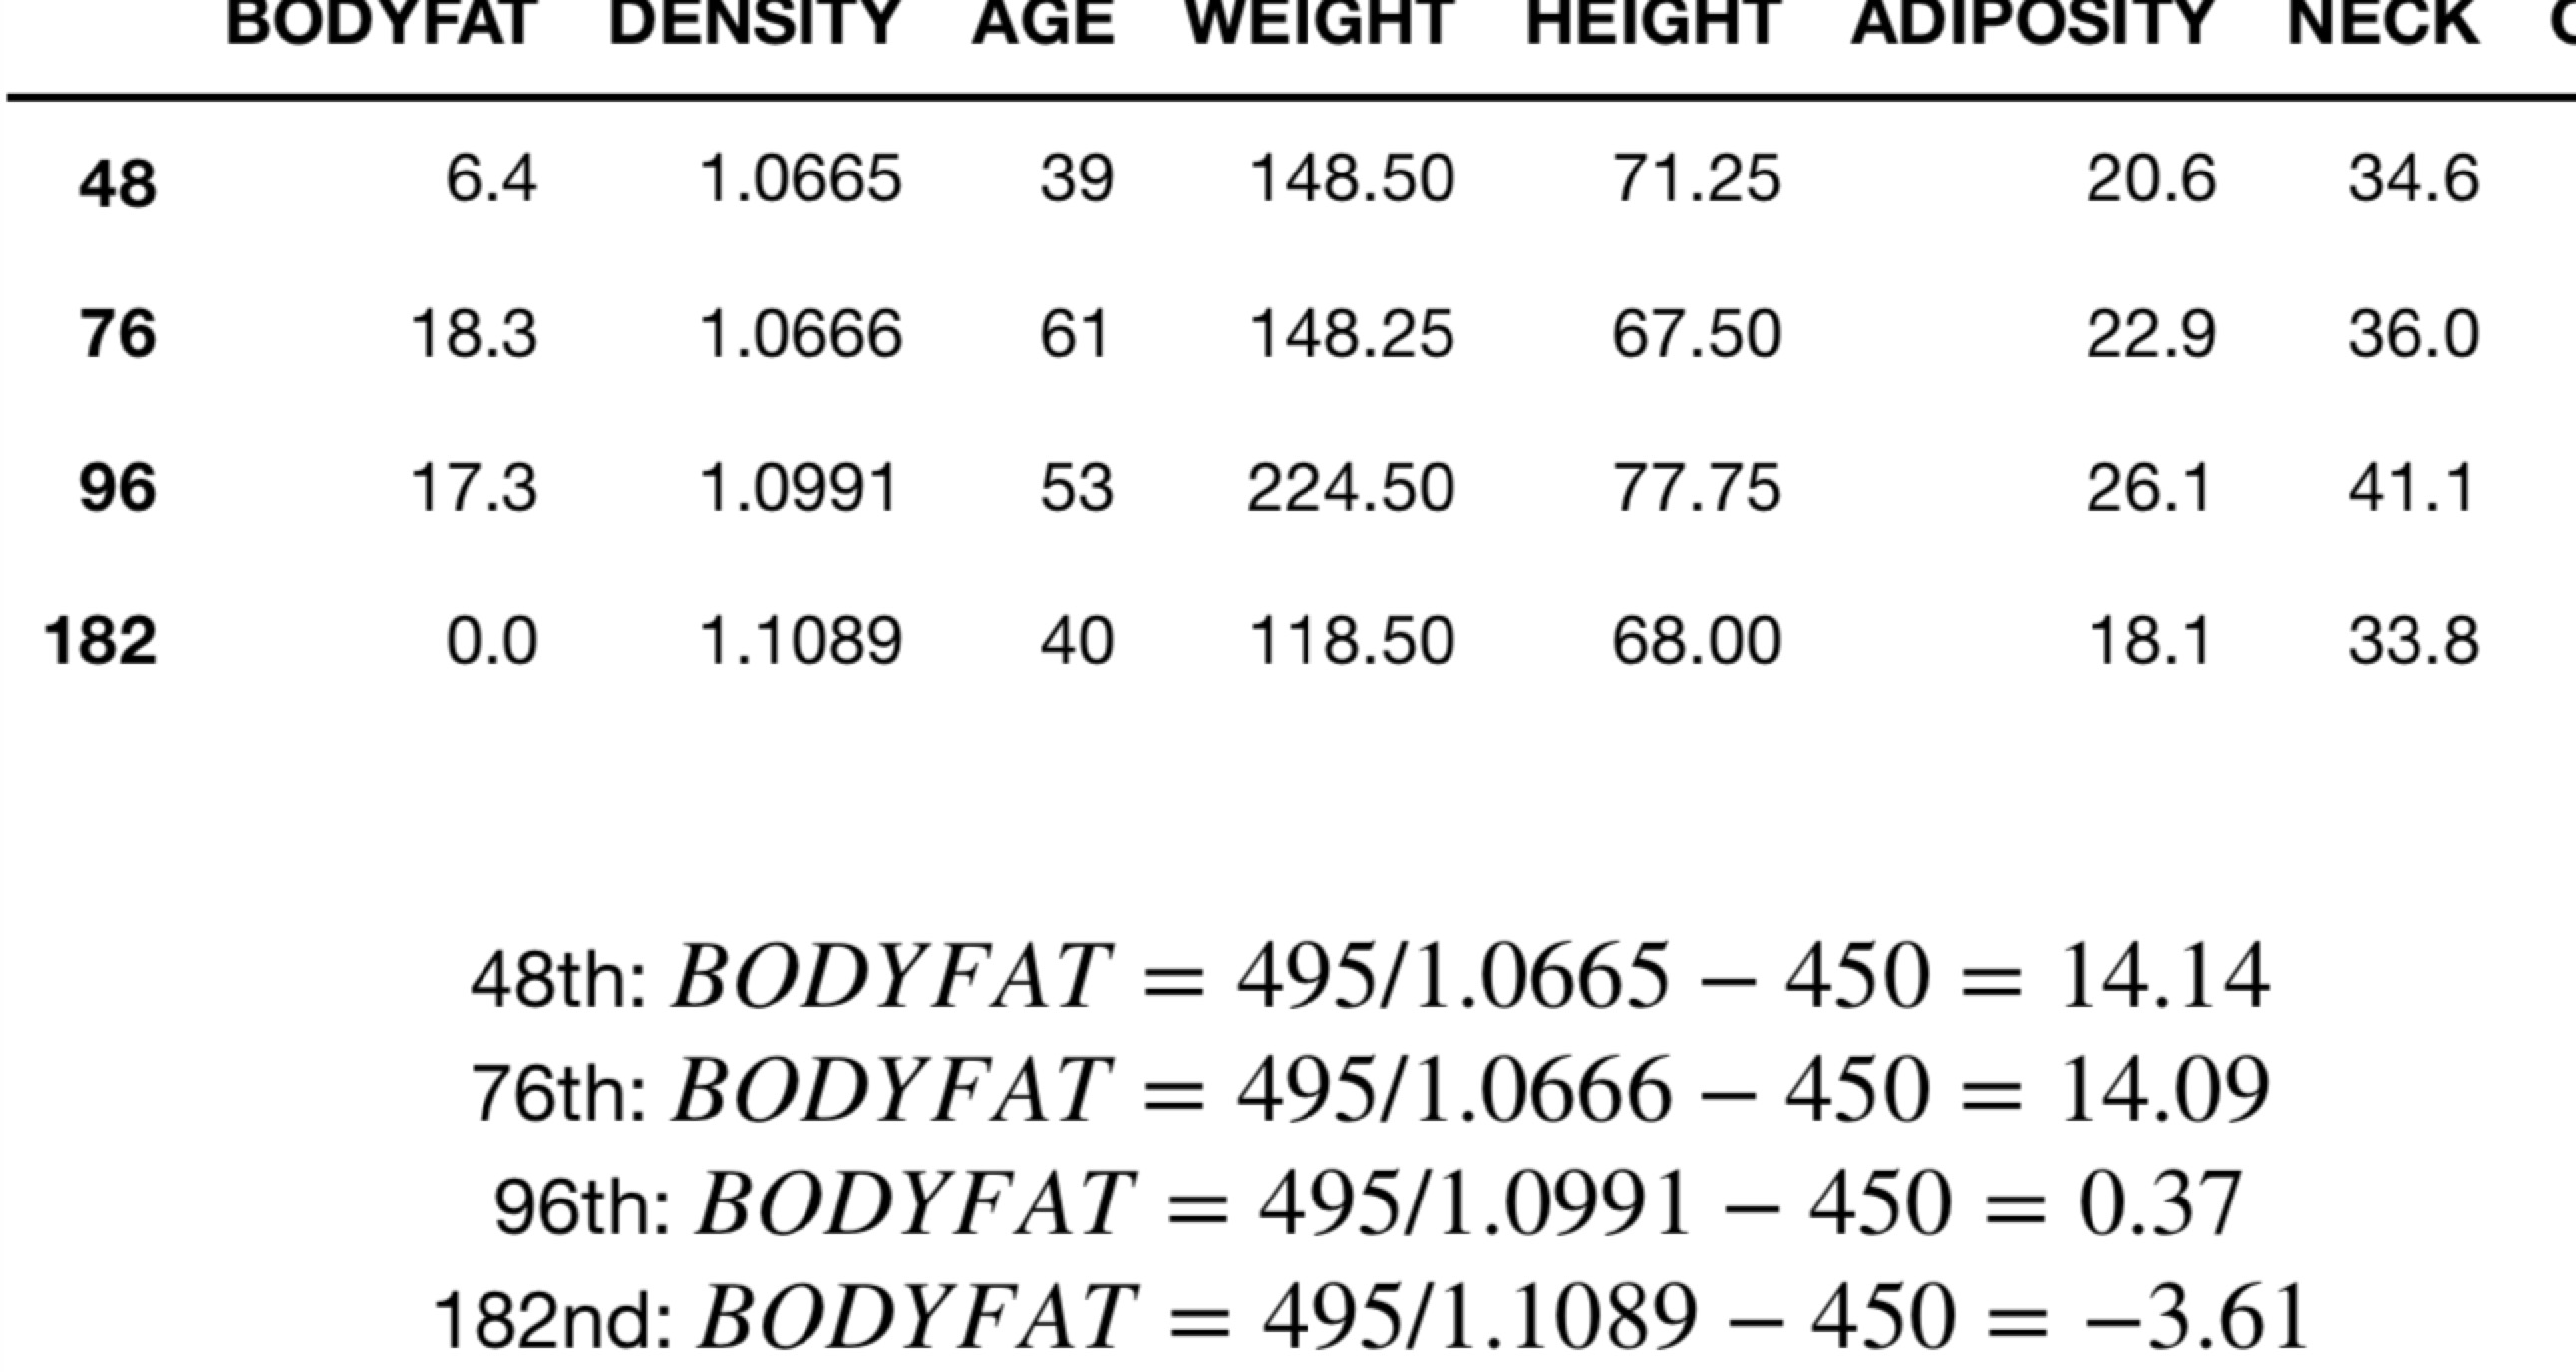 BODYFAT DENSITY AGE WEIGHT HEIGHT ADIPOSITY NECK
48 6.4 1.0665 39 148.50 71.25 20.6 34.6
76 18.3 1.0666 61 148.25 67.50 22.9 36.0
96 17.3 1.0991 53 224.50 77.75 26.1 41.1
182 0.0 1.1089 40 118.50 68.00 18.1 33.8
48th: BODYFAT = 495/1.0665 − 450 = 14.14
76th: BODYFAT = 495/1.0666 − 450 = 14.09
96th: BODYFAT = 495/1.0991 − 450 = 0.37
182nd: BODYFAT = 495/1.1089 − 450 = −3.61